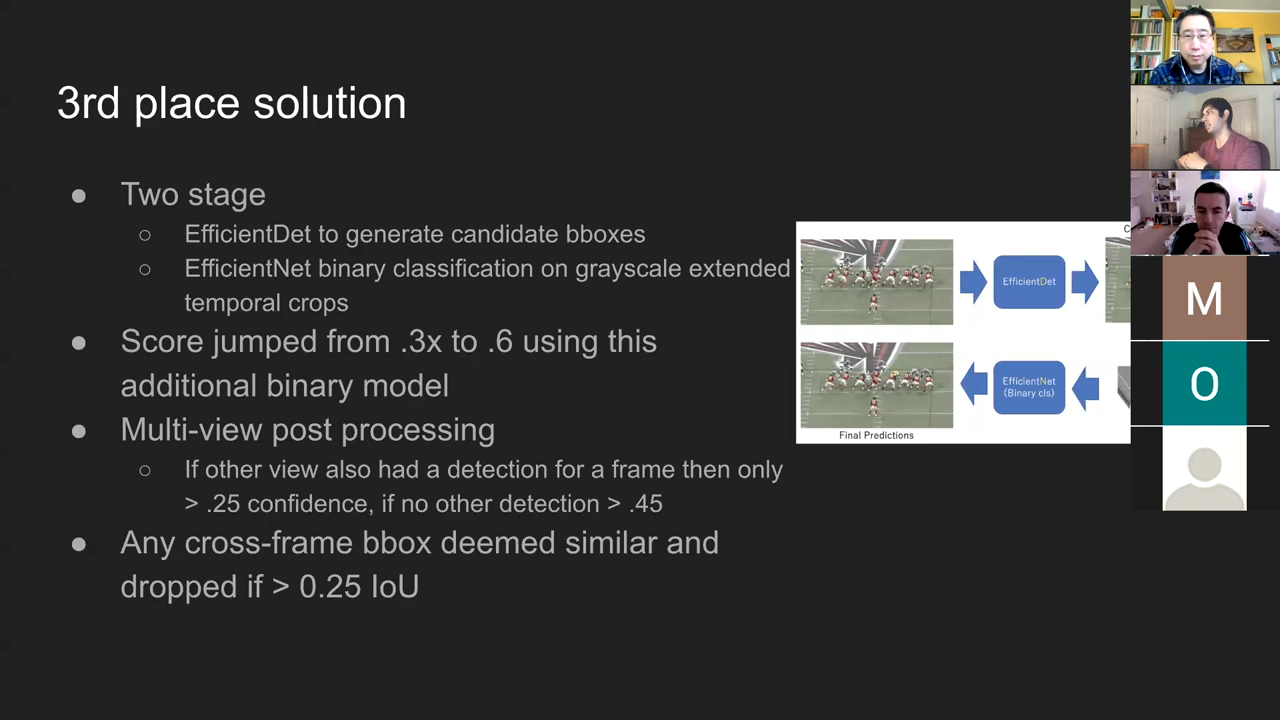 3rd place solution
● Two stage
○ EfficientDet to generate candidate bboxes
○ EfficientNet binary classification on grayscale extended
temporal crops
● Score jumped from .3x to .6 using this
additional binary model
● Multi-view post processing
○ If other view also had a detection for a frame then only
> .25 confidence, if no other detection > .45
● Any cross-frame bbox deemed similar and
dropped if > 0.25 IoU
EfficientDet
EfficientNet
(Binary cls)
Final Predictions
M
O